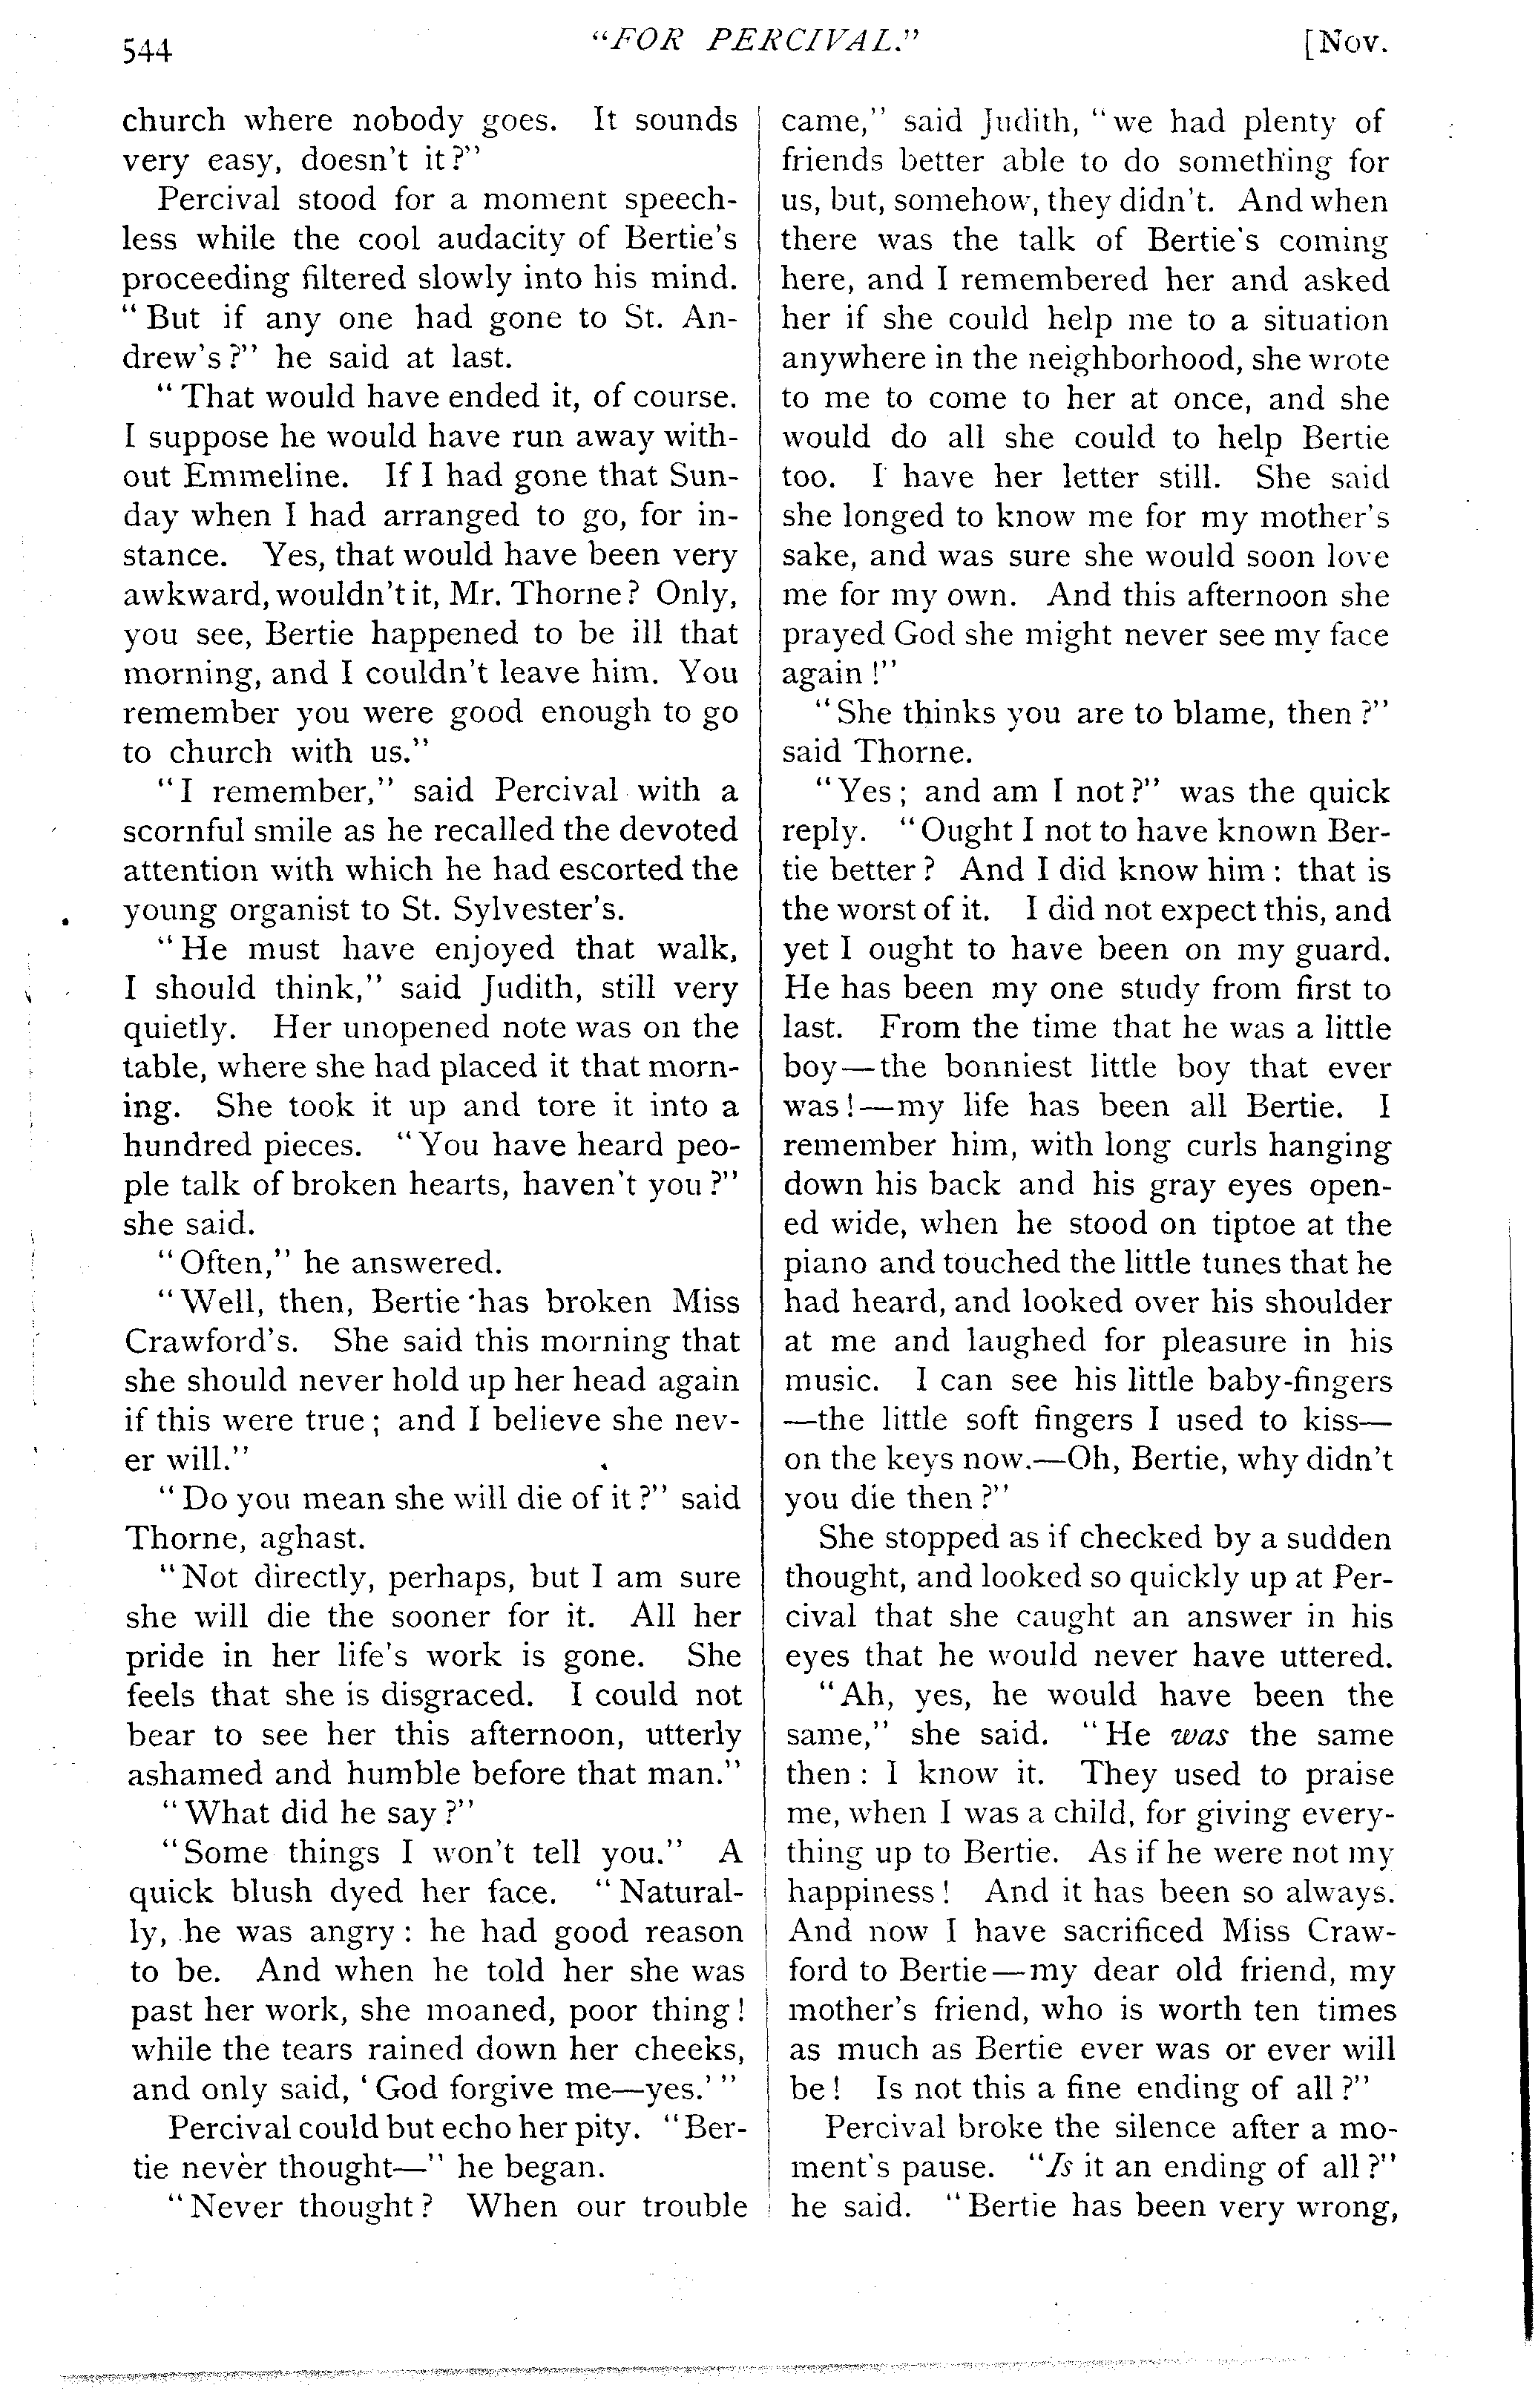 544
"FOR PERCIVAL."
[Nov.
church where nobody goes. It sounds
very easy, doesn't it?"
Percival stood for a moment speech-
less while the cool audacity of Bertie's
proceeding filtered slowly into his mind.
"But if any one had gone to St. An-
drew's?" he said at last.
"That would have ended it, of course.
I suppose he would have run away with-
out Emmeline. If I had gone that Sun-
day when I had arranged to go, for in-
stance. Yes, that would have been very
awkward, wouldn't it, Mr. Thorne? Only,
you see, Bertie happened to be ill that
morning, and I couldn't leave him. You
remember you were good enough to go
to church with us."
"I remember," said Percival with a
scornful smile as he recalled the devoted
attention with which he had escorted the
young organist to St. Sylvester's.
"He must have enjoyed that walk,
I should think," said Judith, still very
quietly. Her unopened note was on the
table, where she had placed it that morn-
ing. She took it up and tore it into a
hundred pieces. "You have heard peo-
ple talk of broken hearts, haven't you?"
she said.
"Often," he answered.
"Well, then, Bertie has broken Miss
Crawford's. She said this morning that
she should never hold up her head again
if this were true; and I believe she nev-
er will."
"Do you mean she will die of it?" said
Thorne, aghast.
"Not directly, perhaps, but I am sure
she will die the sooner for it. All her
pride in her life's work is gone. She
feels that she is disgraced. I could not
bear to see her this afternoon, utterly
ashamed and humble before that man."
"What did he say?"
"Some things I won't tell you." A
quick blush dyed her face. "Natural-
ly, he was angry: he had good reason
to be. And when he told her she was
past her work, she moaned, poor thing!
while the tears rained down her cheeks,
and only said, 'God forgive me—yes.'"
Percival could but echo her pity. "Ber-
tie never thought—" he began.
"Never thought? When our trouble
came," said Judith, "we had plenty of
friends better able to do something for
us, but, somehow, they didn't. And when
there was the talk of Bertie's coming
here, and I remembered her and asked
her if she could help me to a situation
anywhere in the neighborhood, she wrote
to me to come to her at once, and she
would do all she could to help Bertie
too. I have her letter still. She said
she longed to know me for my mother's
sake, and was sure she would soon love
me for my own. And this afternoon she
prayed God she might never see my face
again!"
"She thinks you are to blame, then?"
said Thorne.
"Yes; and am I not?" was the quick
reply. "Ought I not to have known Ber-
tie better? And I did know him: that is
the worst of it. I did not expect this, and
yet I ought to have been on my guard.
He has been my one study from first to
last. From the time that he was a little
boy—the bonniest little boy that ever
was!—my life has been all Bertie. I
remember him, with long curls hanging
down his back and his gray eyes open-
ed wide, when he stood on tiptoe at the
piano and touched the little tunes that he
had heard, and looked over his shoulder
at me and laughed for pleasure in his
music. I can see his little baby-fingers
—the little soft fingers I used to kiss—
on the keys now.—Oh, Bertie, why didn't
you die then?"
She stopped as if checked by a sudden
thought, and looked so quickly up at Per-
cival that she caught an answer in his
eyes that he would never have uttered.
"Ah, yes, he would have been the
same," she said. "He was the same
then: I know it. They used to praise
me, when I was a child, for giving every-
thing up to Bertie. As if he were not my
happiness! And it has been so always.
And now I have sacrificed Miss Craw-
ford to Bertie—my dear old friend, my
mother's friend, who is worth ten times
as much as Bertie ever was or ever will
be! Is not this a fine ending of all?"
Percival broke the silence after a mo-
ment's pause. "Is it an ending of all?"
he said. "Bertie has been very wrong,